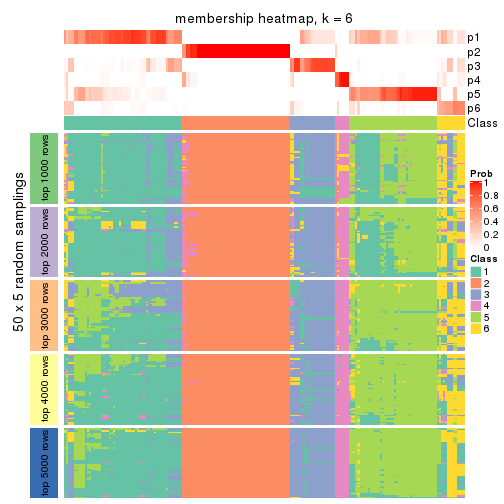 membership heatmap, k = 6
p1
p2
p3
p4
p5
p6
Class
50 x 5 random samplings
top 1000 rows
top 2000 rows
top 3000 rows
top 4000 rows
top 5000 rows
Prob
1
0.8
0.6
0.4
0.2
0
Class
1
2
3
4
5
6